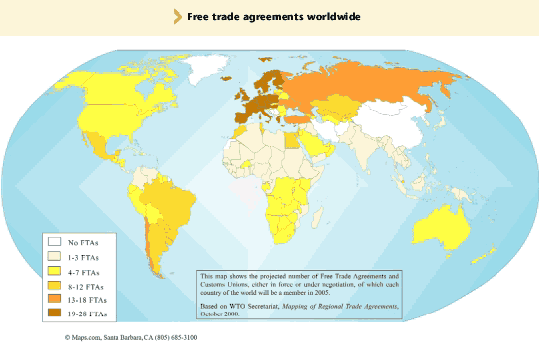 Free trade agreements worldwide
No FTAs
1-3 FTAs
4-7 FTAs
8-12 FTAs
13-18 FTAs
19-28 FTAs
This map shows the projected number of Free Trade Agreements and
Customs Unions, either in force or under negotiation, of which each
country of the world will be a member in 2005.
Based on WTO Secretariat, Mapping of Regional Trade Agreements,
October 2000.
© Maps.com, Santa Barbara, CA (805) 685-3100